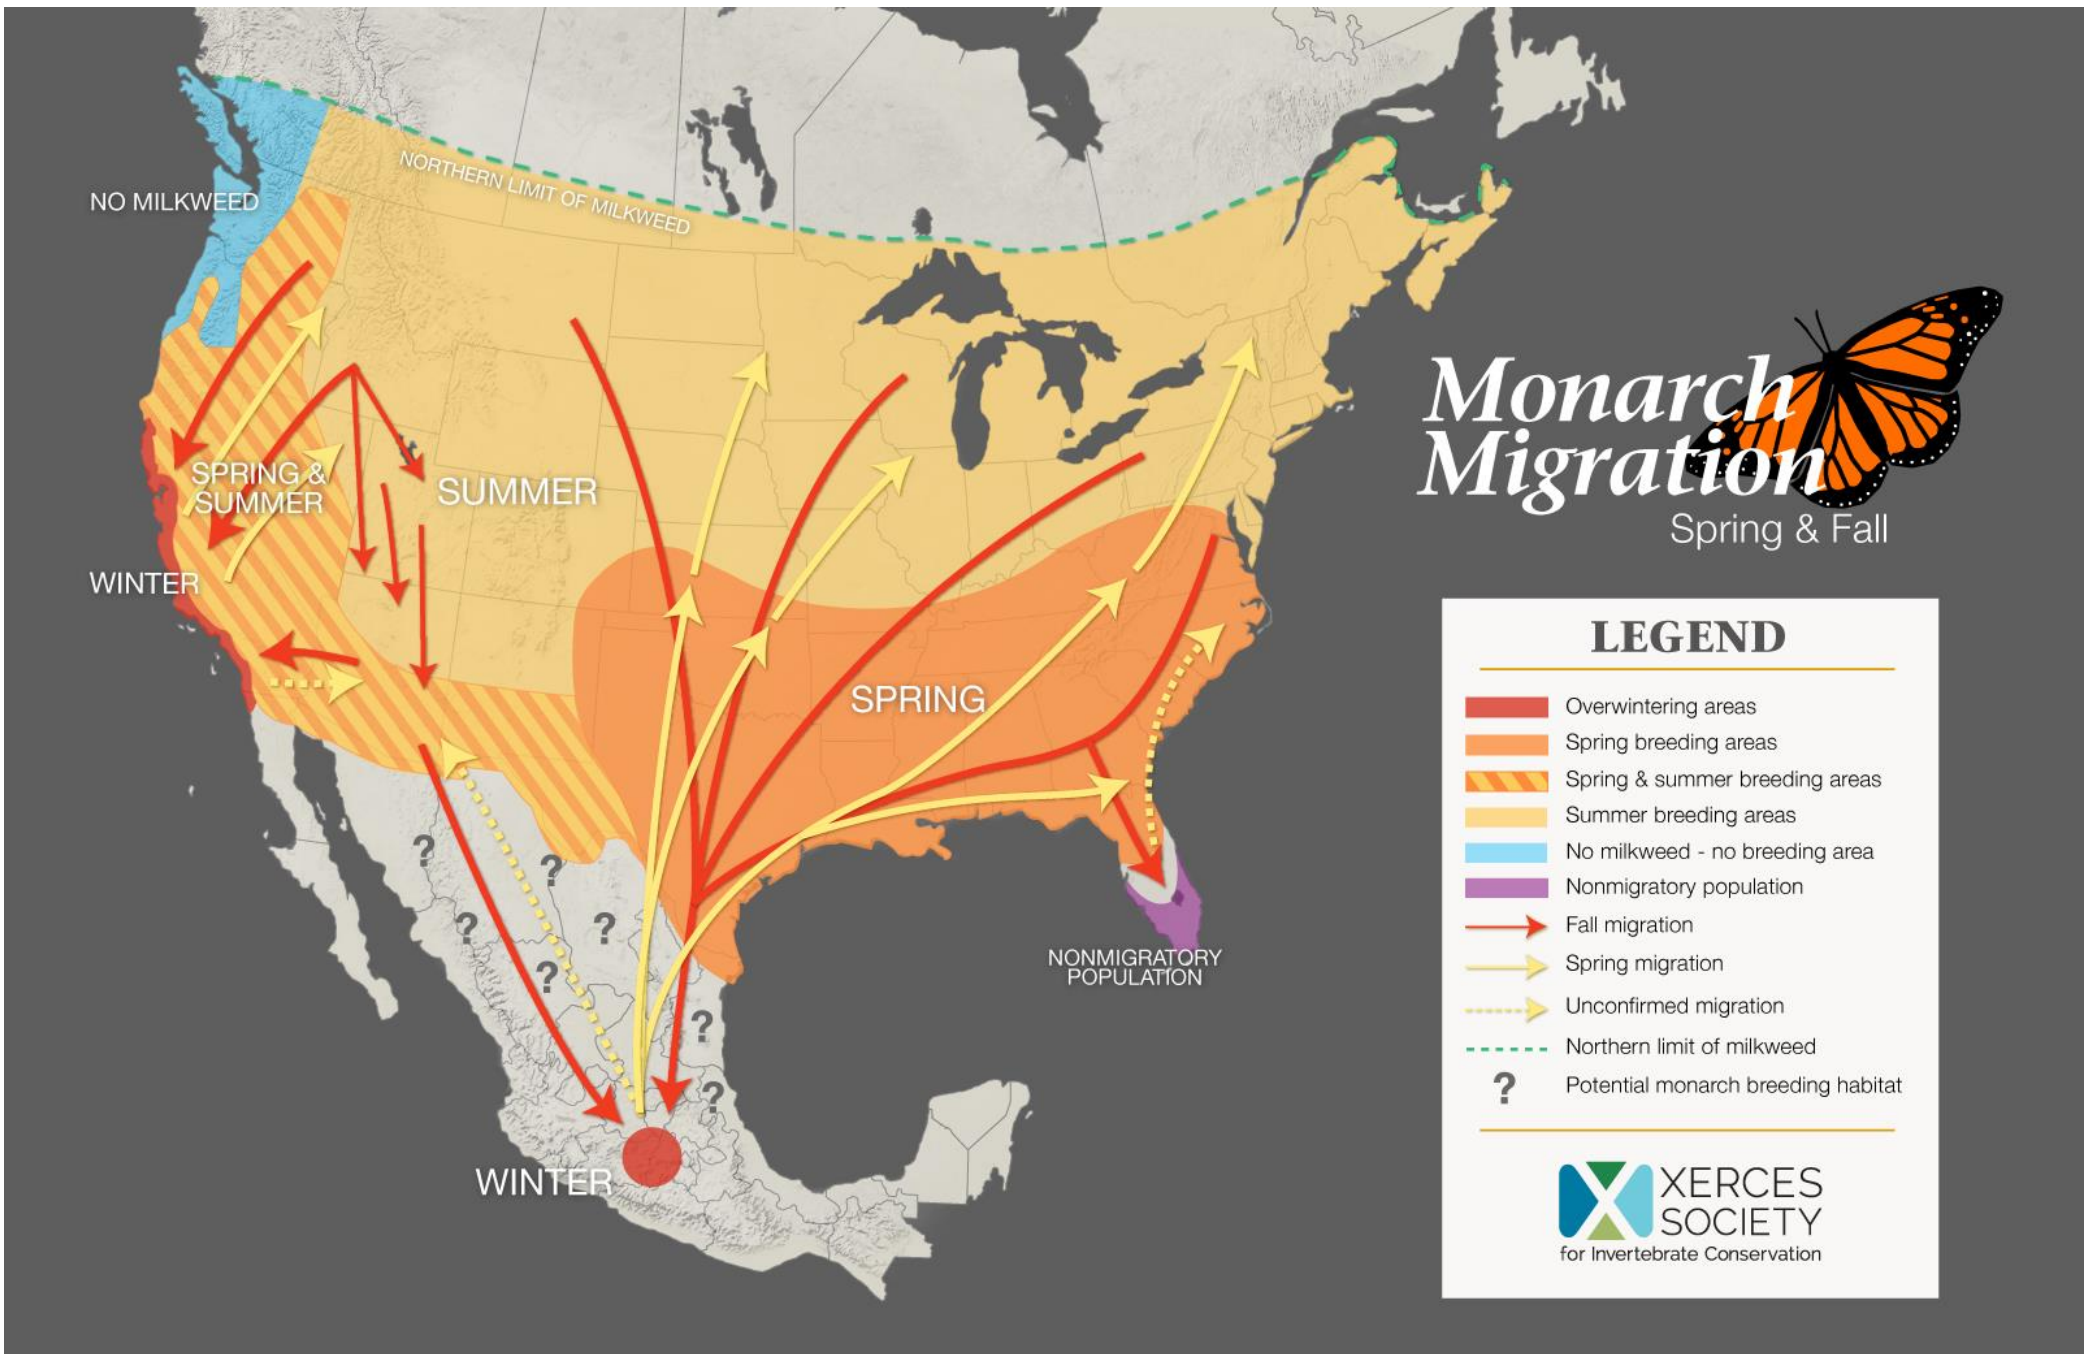 NO MILKWEED
NORTHERN LIMIT OF MILKWEED
SPRING &
SUMMER
SUMMER
WINTER
SPRING
NONMIGRATORY
POPULATION
WINTER
?
?
?
?
?
?
?
Monarch
Migration
Spring & Fall
LEGEND
Overwintering areas
Spring breeding areas
Spring & summer breeding areas
Summer breeding areas
No milkweed - no breeding area
Nonmigratory population
Fall migration
Spring migration
Unconfirmed migration
Northern limit of milkweed
? Potential monarch breeding habitat
XERCES
SOCIETY
for Invertebrate Conservation